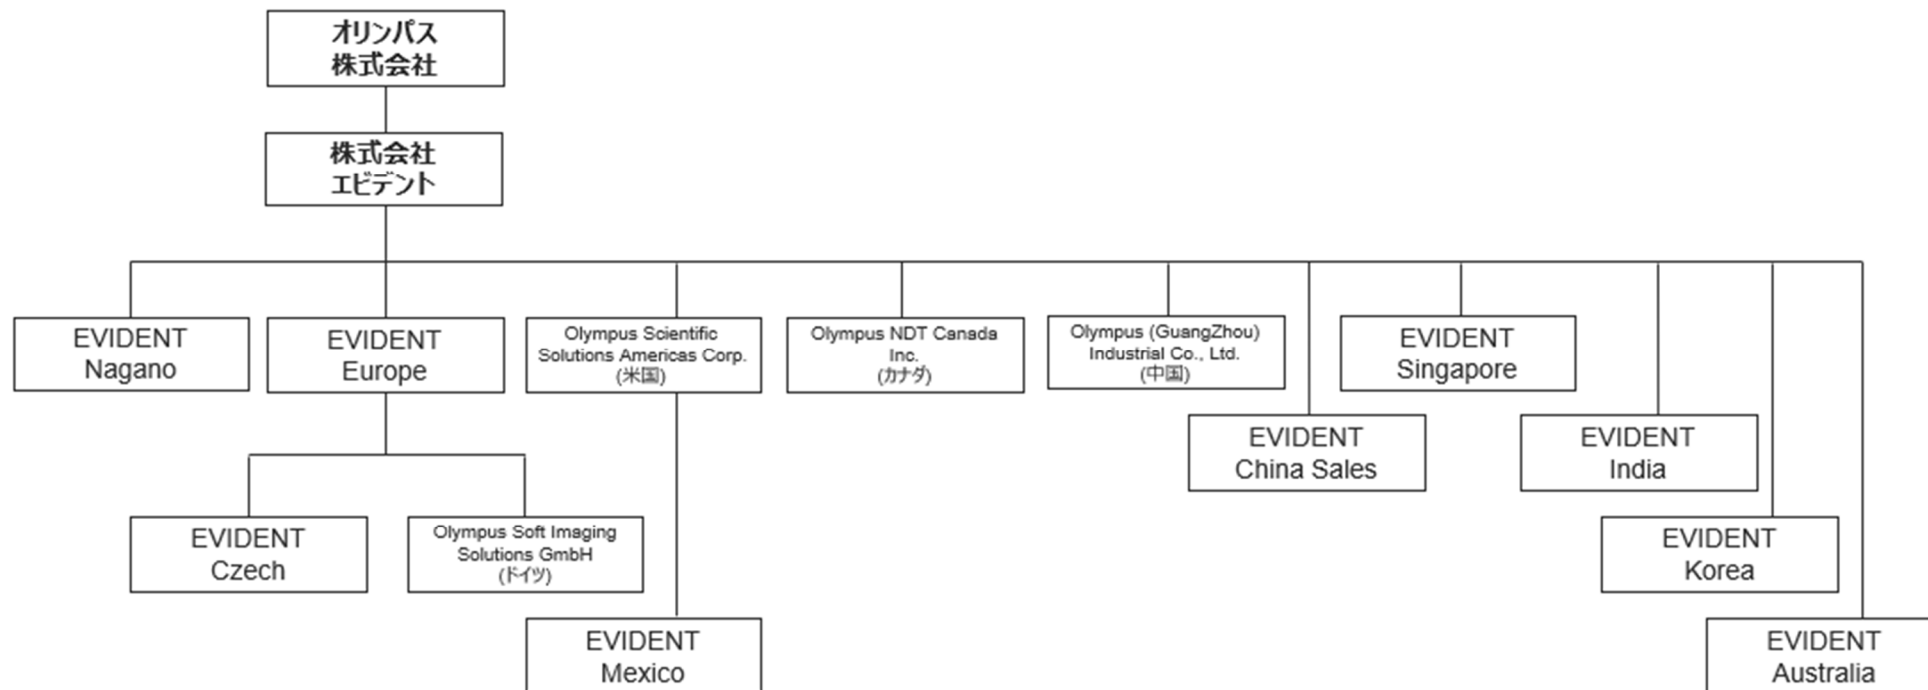 オリンパス
株式会社
株式会社
エビデント
EVIDENT
Nagano
EVIDENT
Europe
Olympus Scientific
Solutions Americas Corp.
(米国)
Olympus NDT Canada
Inc.
(カナダ)
Olympus (GuangZhou)
Industrial Co., Ltd.
(中国)
EVIDENT
Singapore
EVIDENT
China Sales
EVIDENT
India
EVIDENT
Czech
Olympus Soft Imaging
Solutions GmbH
(ドイツ)
EVIDENT
Korea
EVIDENT
Mexico
EVIDENT
Australia